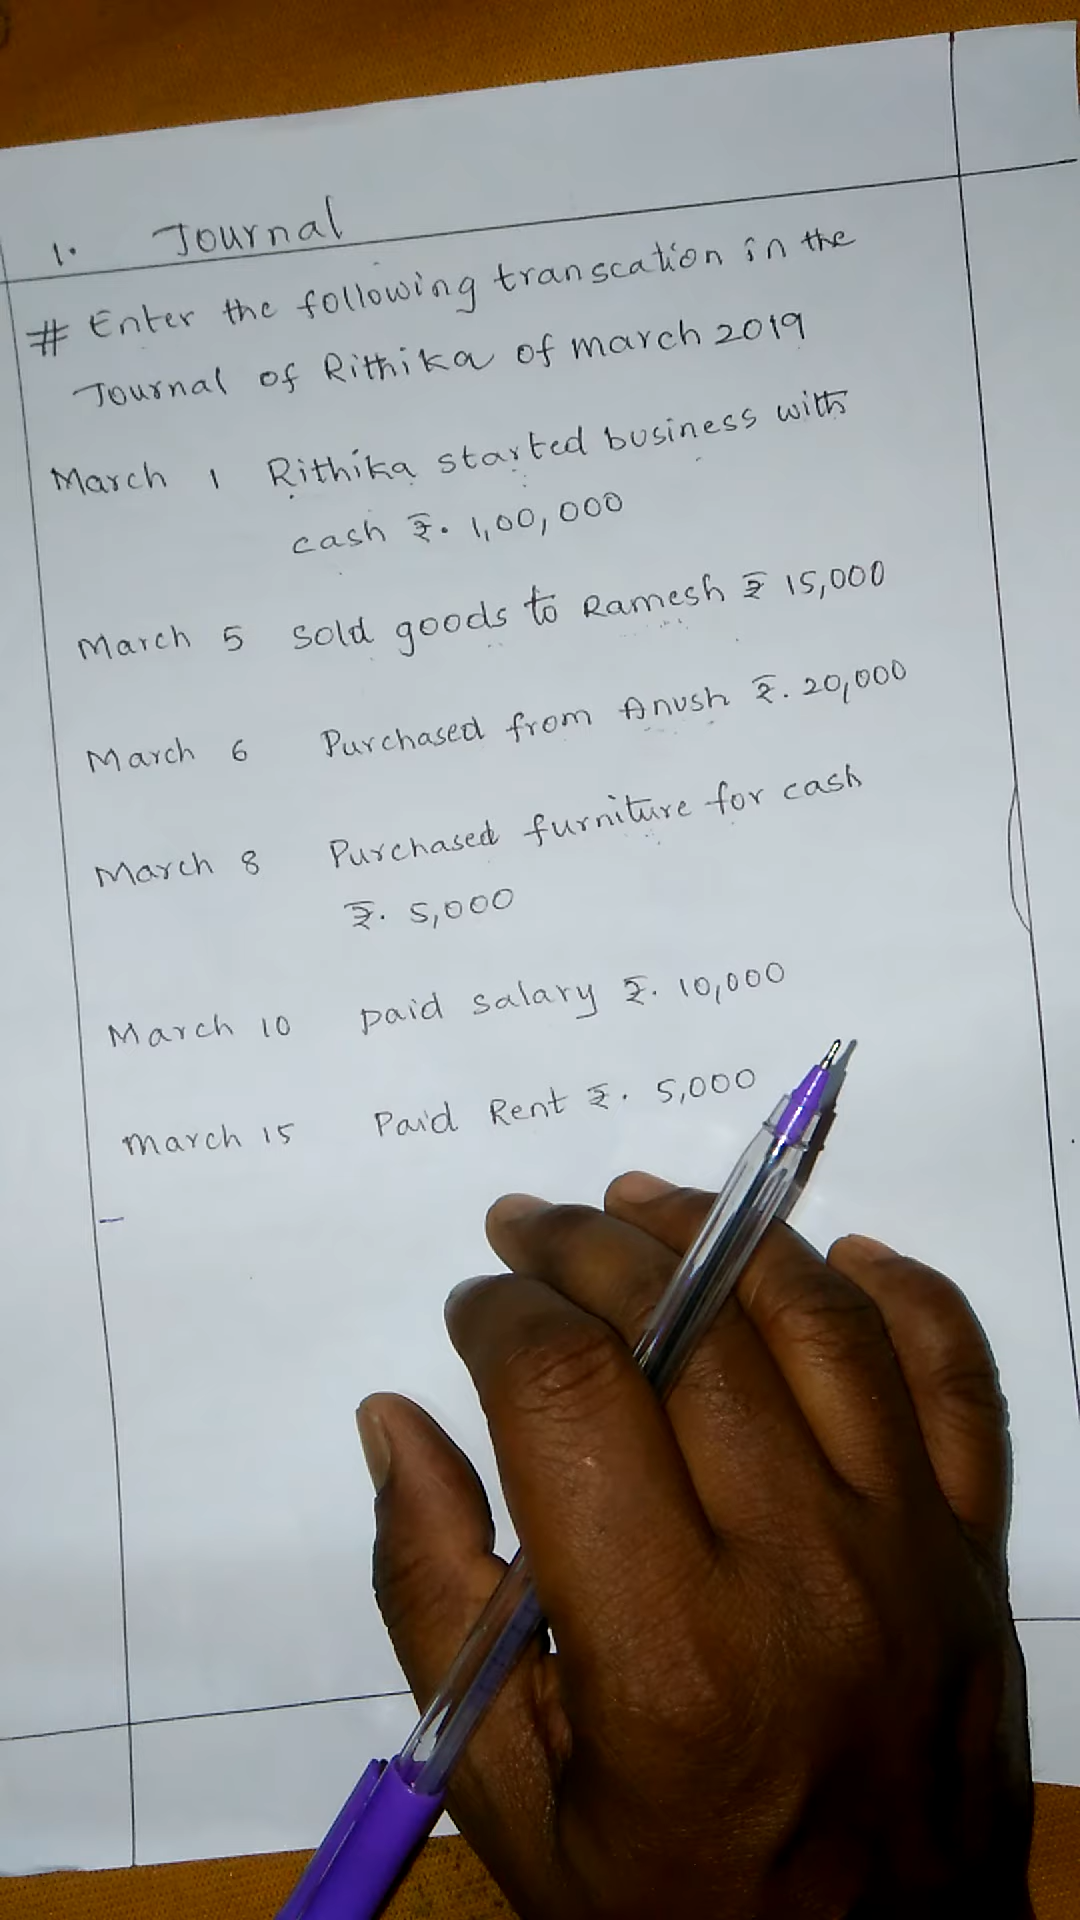 1. Journal
# Enter the following transcation in the
Journal of Rithika of march 2019
March 1 Rithika started business with
cash ₹. 1,00,000
March 5 sold goods to Ramesh ₹ 15,000
March 6 Purchased from Anush ₹. 20,000
March 8 Purchased furniture for cash
₹. 5,000
March 10 paid salary ₹. 10,000
March 15 Paid Rent ₹. 5,000